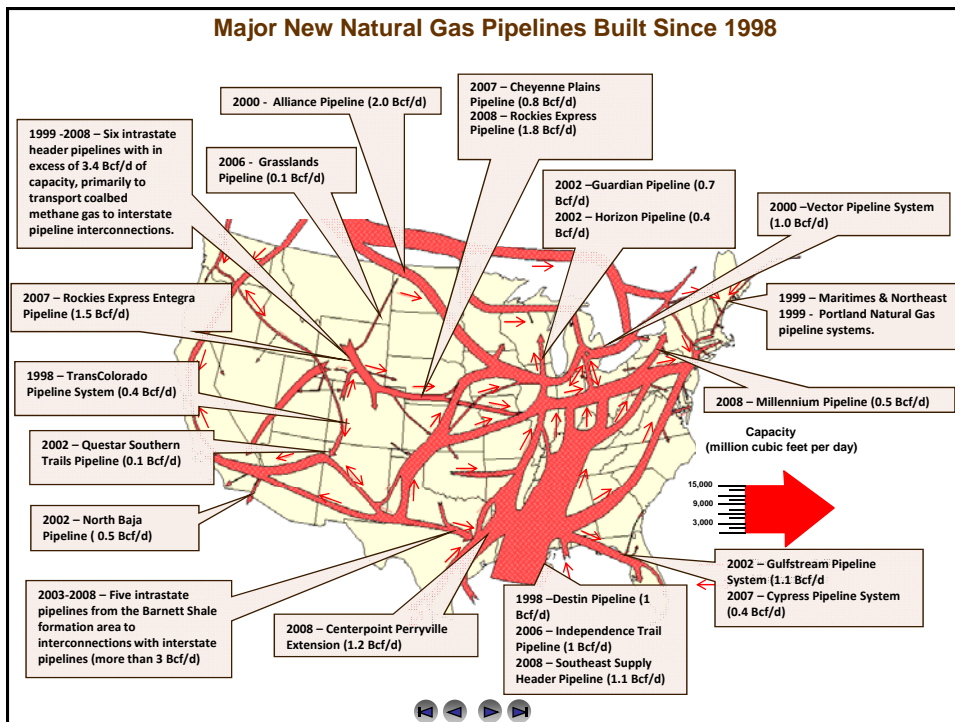 Major New Natural Gas Pipelines Built Since 1998
2007 – Cheyenne Plains
Pipeline (0.8 Bcf/d)
2008 – Rockies Express
Pipeline (1.8 Bcf/d)
2000 -  Alliance Pipeline (2.0 Bcf/d)
1999 -2008 – Six intrastate
header pipelines with in
excess of 3.4 Bcf/d of
capacity, primarily to
transport coalbed
methane gas to interstate
pipeline interconnections.
2006 -  Grasslands
Pipeline (0.1 Bcf/d)
2002 –Guardian Pipeline (0.7
Bcf/d)
2002 – Horizon Pipeline (0.4
Bcf/d)
2000 –Vector Pipeline System
(1.0 Bcf/d)
2007 – Rockies Express Entegra
Pipeline (1.5 Bcf/d)
1999 – Maritimes & Northeast
1999 -  Portland Natural Gas
pipeline systems.
1998 – TransColorado
Pipeline System (0.4 Bcf/d)
2008 – Millennium Pipeline (0.5 Bcf/d)
2002 – Questar Southern
Trails Pipeline (0.1 Bcf/d)
Capacity
(million cubic feet per day)
15,000
9,000
3,000
2002 – North Baja
Pipeline ( 0.5 Bcf/d)
2002 – Gulfstream Pipeline
System (1.1 Bcf/d
2007 – Cypress Pipeline System
(0.4 Bcf/d)
2003-2008 – Five intrastate
pipelines from the Barnett Shale
formation area to
interconnections with interstate
pipelines (more than 3 Bcf/d)
2008 – Centerpoint Perryville
Extension (1.2 Bcf/d)
1998 –Destin Pipeline (1
Bcf/d)
2006 – Independence Trail
Pipeline (1 Bcf/d)
2008 – Southeast Supply
Header Pipeline (1.1 Bcf/d)